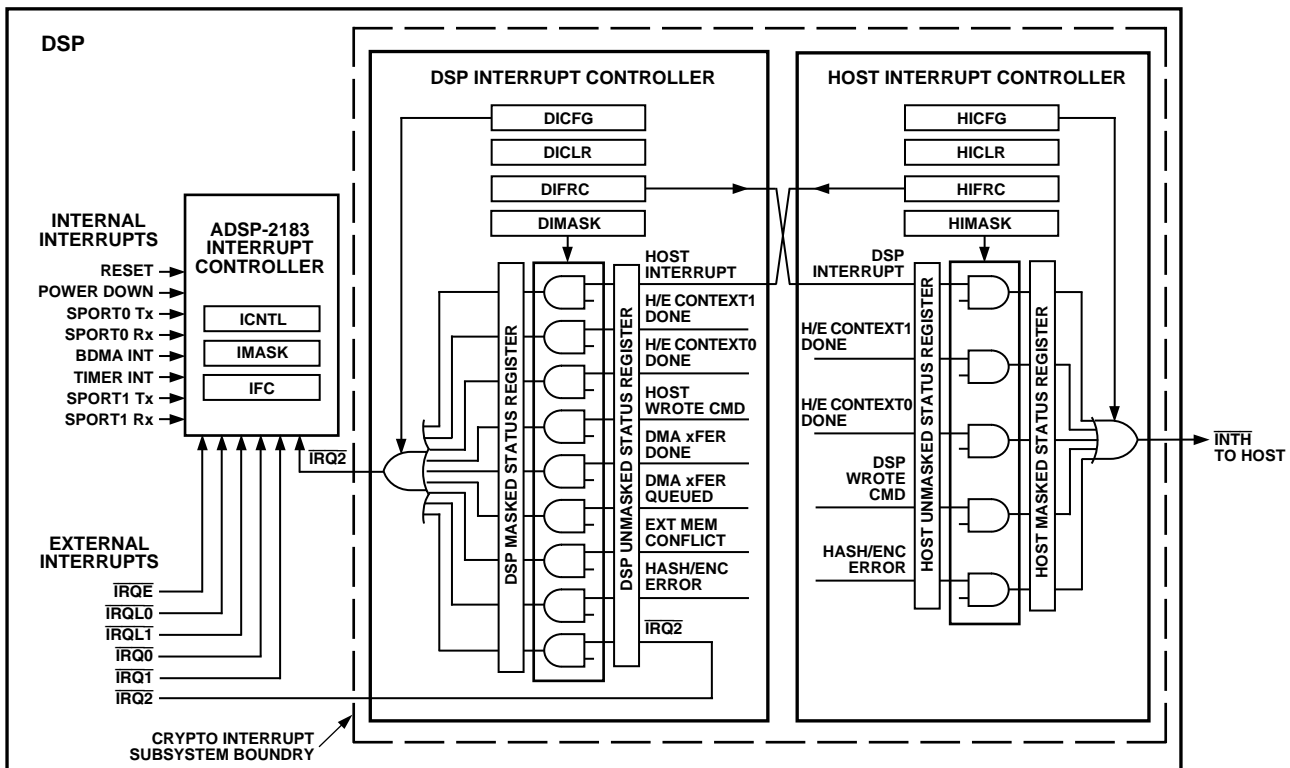 DSP
DSP INTERRUPT CONTROLLER
DICFG
DICLR
DIFRC
DIMASK
HOST INTERRUPT CONTROLLER
HICFG
HICLR
HIFRC
HIMASK
INTERNAL
INTERRUPTS
RESET
POWER DOWN
SPORT0 Tx
SPORT0 Rx
BDMA INT
TIMER INT
SPORT1 Tx
SPORT1 Rx
ADSP-2183
INTERRUPT
CONTROLLER
ICNTL
IMASK
IFC
IRQ2
EXTERNAL
INTERRUPTS
IRQE
IRQL0
IRQL1
IRQ0
IRQ1
IRQ2
DSP MASKED STATUS REGISTER
DSP UNMASKED STATUS REGISTER
HOST
INTERRUPT
H/E CONTEXT1
DONE
H/E CONTEXT0
DONE
HOST
WROTE CMD
DMA xFER
DONE
DMA xFER
QUEUED
EXT MEM
CONFLICT
HASH/ENC
ERROR
IRQ2
DSP
INTERRUPT
H/E CONTEXT1
DONE
H/E CONTEXT0
DONE
DSP
WROTE
CMD
HASH/ENC
ERROR
HOST UNMASKED STATUS REGISTER
HOST MASKED STATUS REGISTER
INTH
TO HOST
CRYPTO INTERRUPT
SUBSYSTEM BOUNDRY